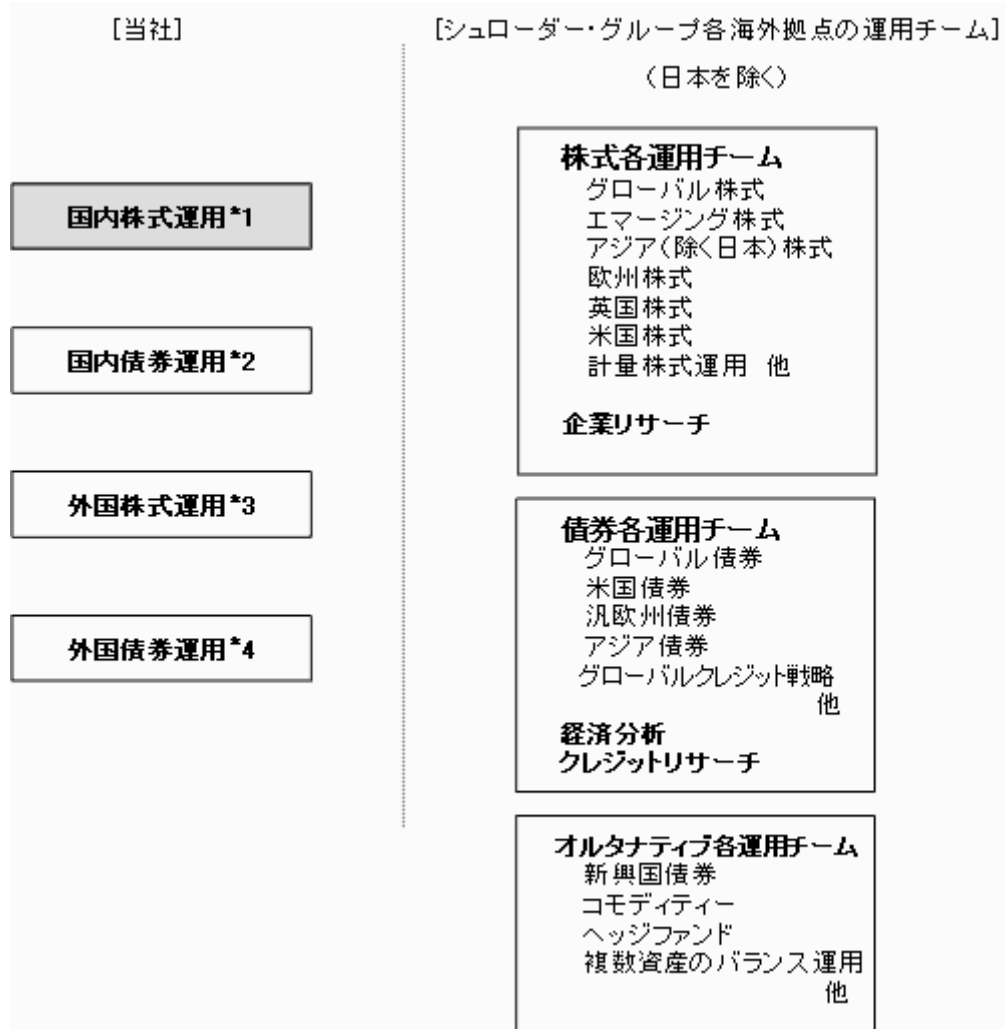 [当社]
[シュローダー・グループ各海外拠点の運用チーム]
（日本を除く）
国内株式運用*1
国内債券運用*2
外国株式運用*3
外国債券運用*4
株式各運用チーム
グローバル株式
エマージング株式
アジア（除く日本）株式
欧州株式
英国株式
米国株式
計量株式運用 他
企業リサーチ
債券各運用チーム
グローバル債券
米国債券
汎欧州債券
アジア債券
グローバルクレジット戦略
他
経済分析
クレジットリサーチ
オルタナティブ各運用チーム
新興国債券
コモディティー
ヘッジファンド
複数資産のバランス運用
他